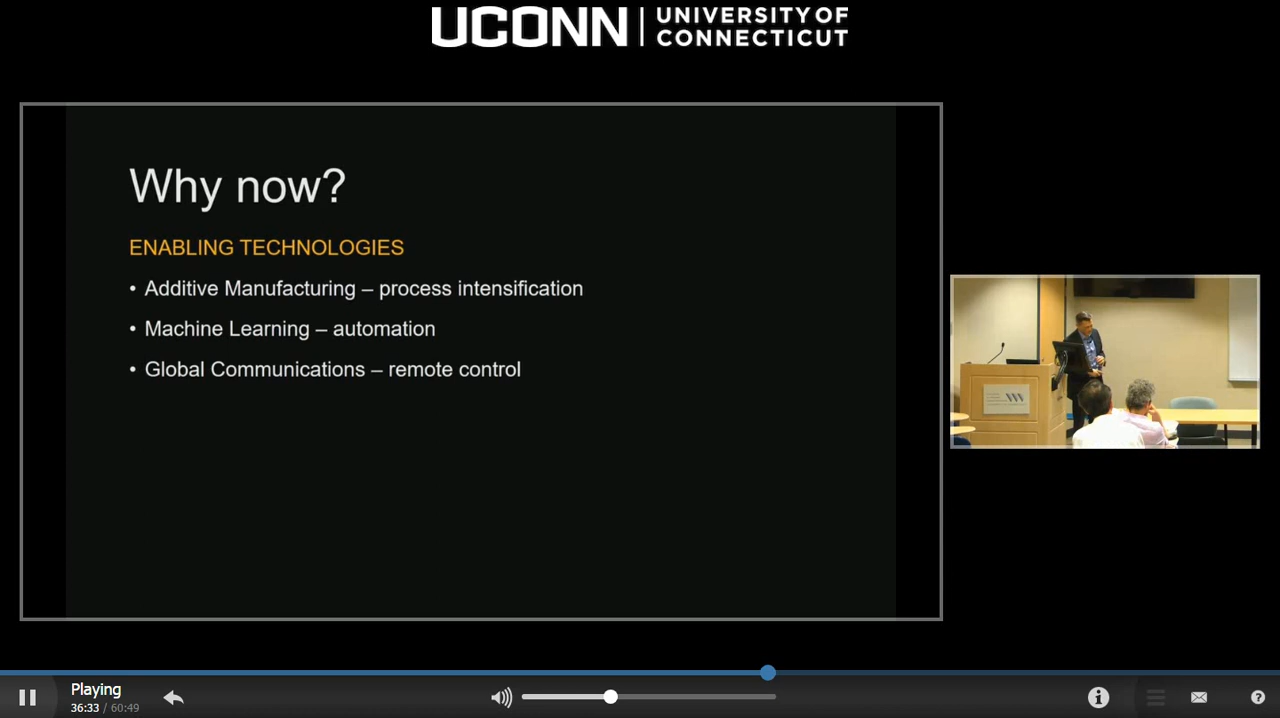 UCONN | UNIVERSITY OF
CONNECTICUT
Why now?
ENABLING TECHNOLOGIES
• Additive Manufacturing – process intensification
• Machine Learning – automation
• Global Communications – remote control
Playing
36:33 / 60:49